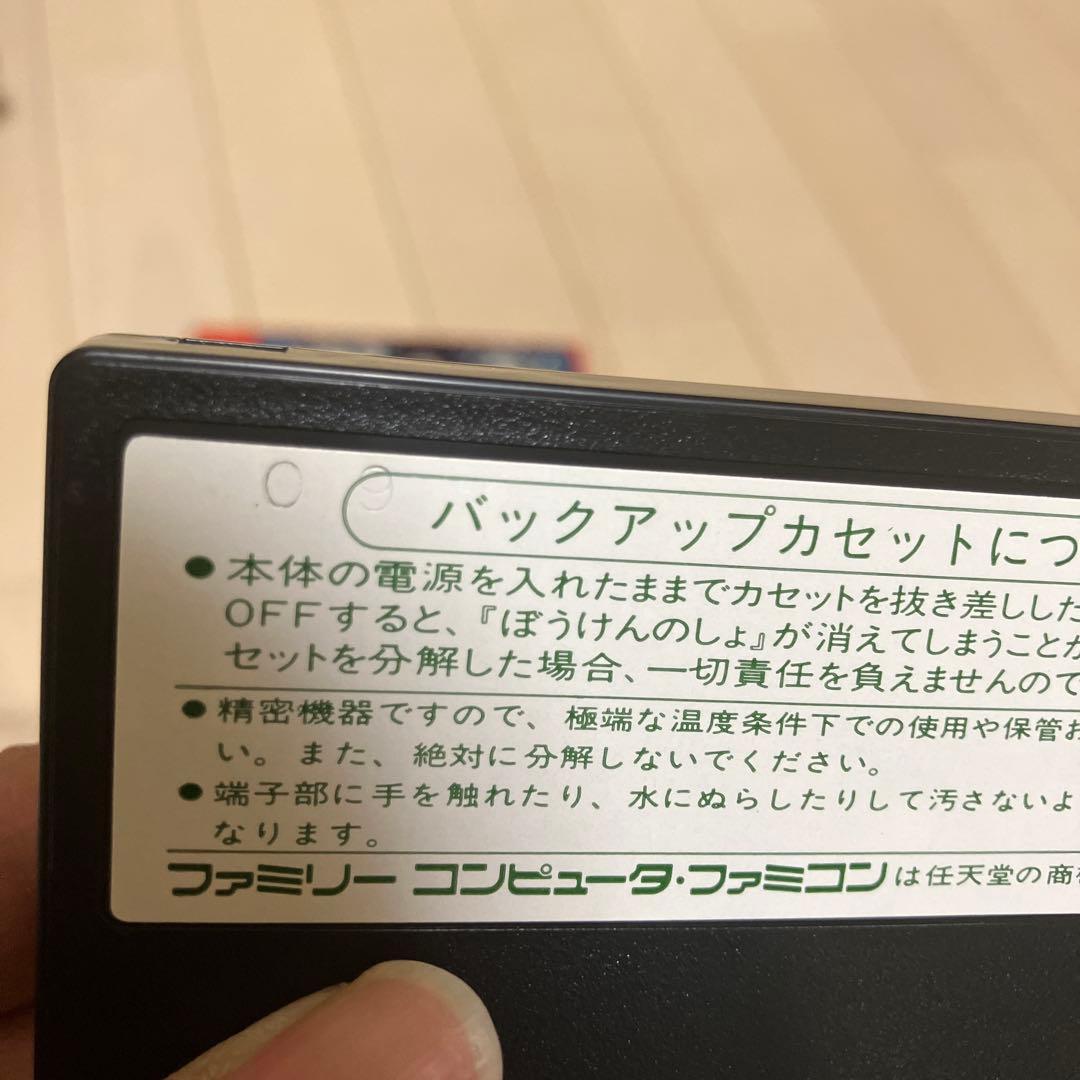 09
バックアップカセットにつ
●本体の電源を入れたままでカセットを抜き差しした
OFFすると、『ぼうけんのしょ』が消えてしまうことが
セットを分解した場合、一切責任を負えませんので
●精密機器ですので、極端な温度条件下での使用や保管お
い。また、絶対に分解しないでください。
●端子部に手を触れたり、水にぬらしたりして汚さないよ
なります。
ファミリー コンピュータ・ファミコンは任天堂の商